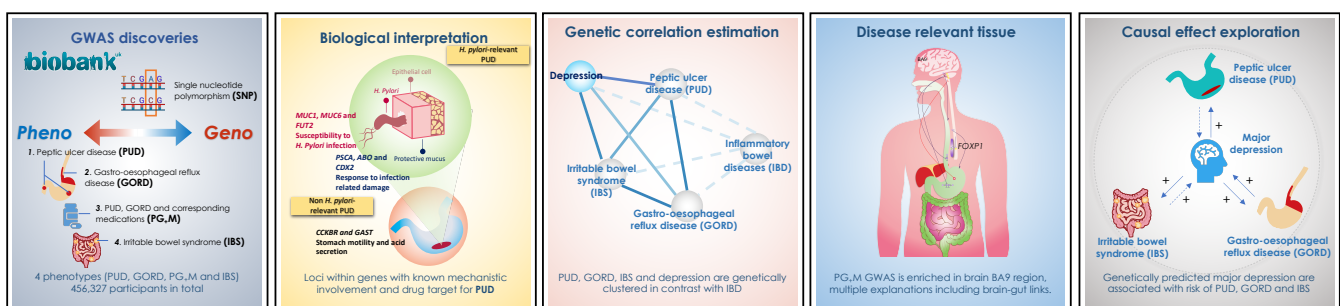 GWAS discoveries
biobank uk
T C G A G
T C G C G
Single nucleotide
polymorphism (SNP)
Pheno
Geno
1. Peptic ulcer disease (PUD)
2. Gastro-oesophageal reflux
disease (GORD)
3. PUD, GORD and corresponding
medications (PG+M)
4. Irritable bowel syndrome (IBS)
4 phenotypes (PUD, GORD, PG+M and IBS)
456,327 participants in total
Biological interpretation
H. pylori-relevant
PUD
Epithelial cell
H. Pylori
MUC1, MUC6 and
FUT2
Susceptibility to
H. Pylori infection
Protective mucus
PSCA, ABO and
CDX2
Response to infection
related damage
Non H. pylori-
relevant PUD
CCKBR and GAST
Stomach motility and acid
secretion
Loci within genes with known mechanistic
involvement and drug target for PUD
Genetic correlation estimation
Depression
Peptic ulcer
disease (PUD)
Inflammatory
bowel
diseases (IBD)
Irritable bowel
syndrome (IBS)
Gastro-oesophageal
reflux disease (GORD)
PUD, GORD, IBS and depression are genetically
clustered in contrast with IBD
Disease relevant tissue
BA9
FOXP1
PG+M GWAS is enriched in brain BA9 region,
multiple explanations including brain-gut links.
Causal effect exploration
Peptic ulcer
disease (PUD)
+
Major
depression
+ +
+ +
Irritable bowel
syndrome (IBS)
Gastro-oesophageal
reflux disease (GORD)
Genetically predicted major depression are
associated with risk of PUD, GORD and IBS